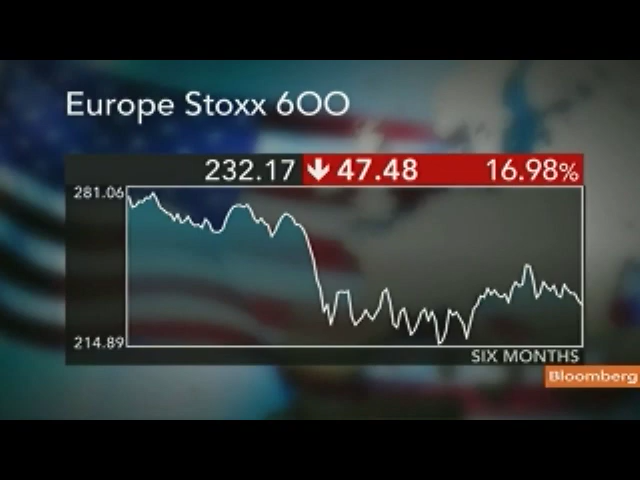 Europe Stoxx 600
232.17 47.48 16.98%
281.06
214.89
SIX MONTHS
Bloomberg